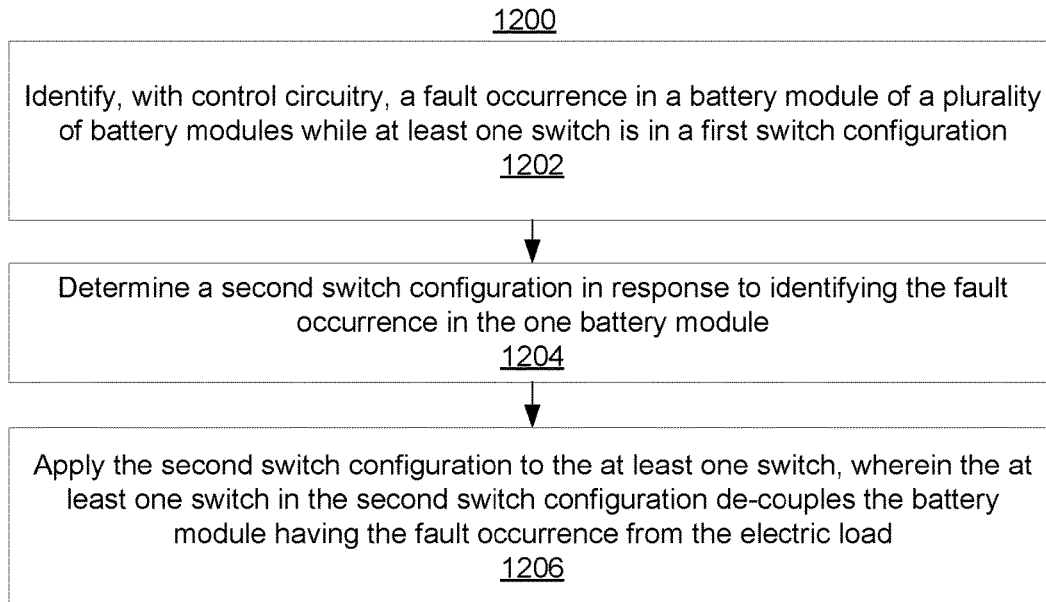 1200
Identify, with control circuitry, a fault occurrence in a battery module of a plurality
of battery modules while at least one switch is in a first switch configuration
1202
Determine a second switch configuration in response to identifying the fault
occurrence in the one battery module
1204
Apply the second switch configuration to the at least one switch, wherein the at
least one switch in the second switch configuration de-couples the battery
module having the fault occurrence from the electric load
1206